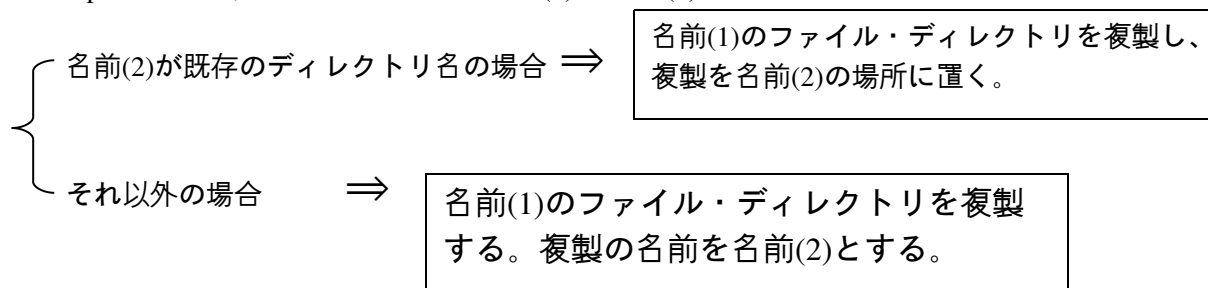 名前(2)が既存のディレクトリ名の場合 ⇒
名前(1)のファイル・ディレクトリを複製し、
複製を名前(2)の場所に置く。
それ以外の場合 ⇒
名前(1)のファイル・ディレクトリを複製
する。複製の名前を名前(2)とする。